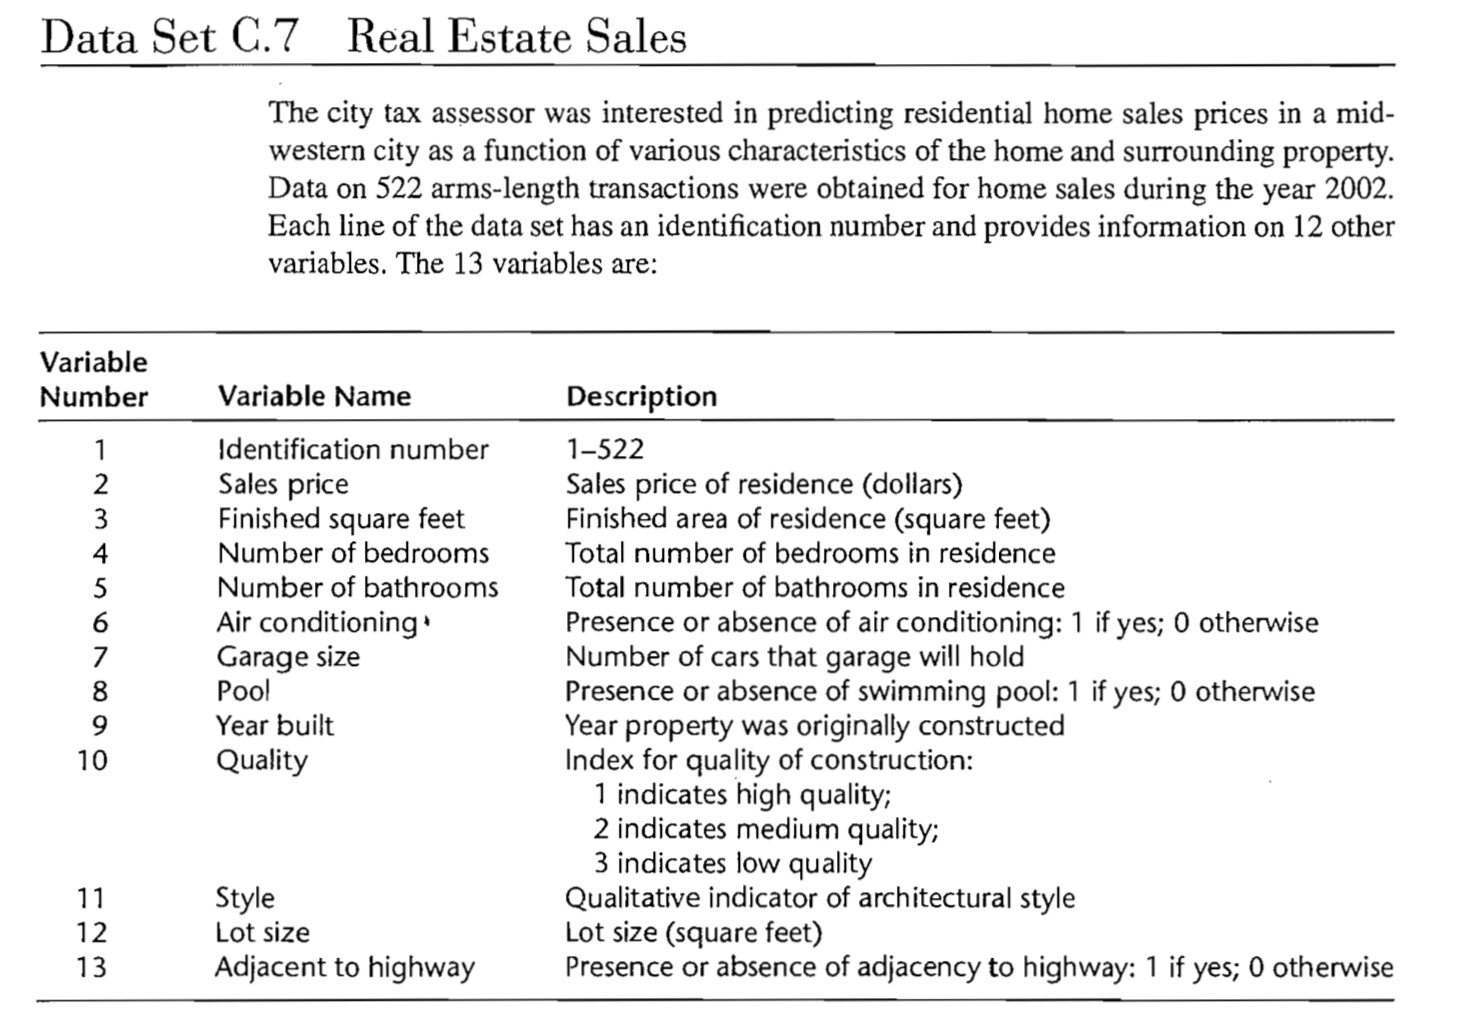 Data Set C.7 Real Estate Sales
The city tax assessor was interested in predicting residential home sales prices in a mid-
western city as a function of various characteristics of the home and surrounding property.
Data on 522 arms-length transactions were obtained for home sales during the year 2002.
Each line of the data set has an identification number and provides information on 12 other
variables. The 13 variables are:
Variable
Number Variable Name Description
1 Identification number 1–522
2 Sales price Sales price of residence (dollars)
3 Finished square feet Finished area of residence (square feet)
4 Number of bedrooms Total number of bedrooms in residence
5 Number of bathrooms Total number of bathrooms in residence
6 Air conditioning Presence or absence of air conditioning: 1 if yes; 0 otherwise
7 Garage size Number of cars that garage will hold
8 Pool Presence or absence of swimming pool: 1 if yes; 0 otherwise
9 Year built Year property was originally constructed
10 Quality Index for quality of construction:
1 indicates high quality;
2 indicates medium quality;
3 indicates low quality
11 Style Qualitative indicator of architectural style
12 Lot size Lot size (square feet)
13 Adjacent to highway Presence or absence of adjacency to highway: 1 if yes; 0 otherwise